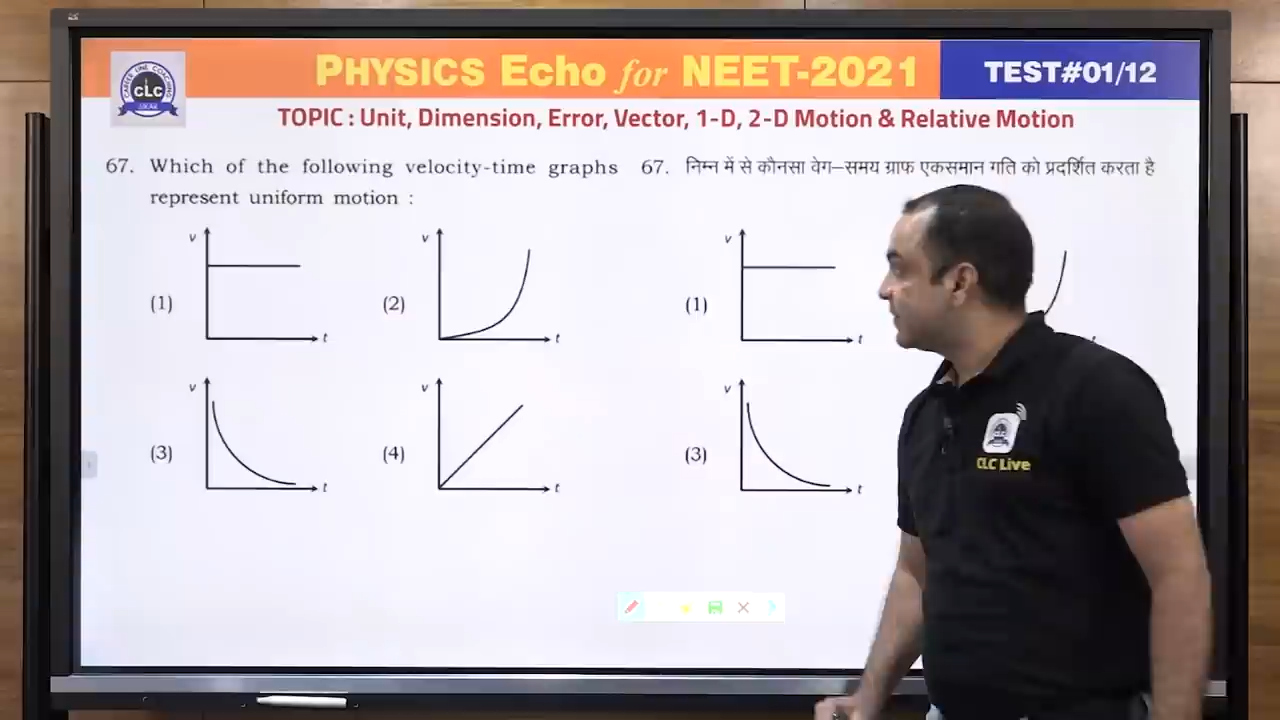 PHYSICS Echo for NEET-2021
TEST#01/12
CLC
TOPIC : Unit, Dimension, Error, Vector, 1-D, 2-D Motion & Relative Motion
67. Which of the following velocity-time graphs
represent uniform motion :
v
t
(1)
v
t
(2)
v
t
(3)
v
t
(4)
67. निम्न में से कौनसा वेग–समय ग्राफ एकसमान गति को प्रदर्शित करता है
v
t
(1)
v
t
(3)
t
CLC Live